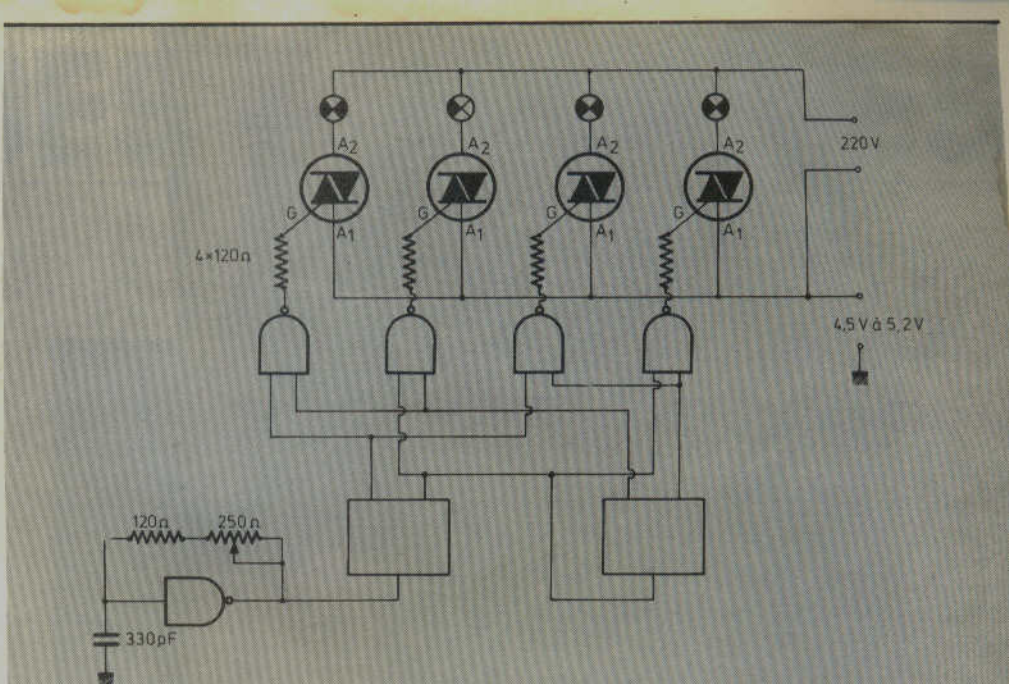 A2
A2
A2
A2
220V
G
G
G
G
A1
A1
A1
A1
4×120Ω
4,5V à 5,2V
120Ω
250Ω
330pF